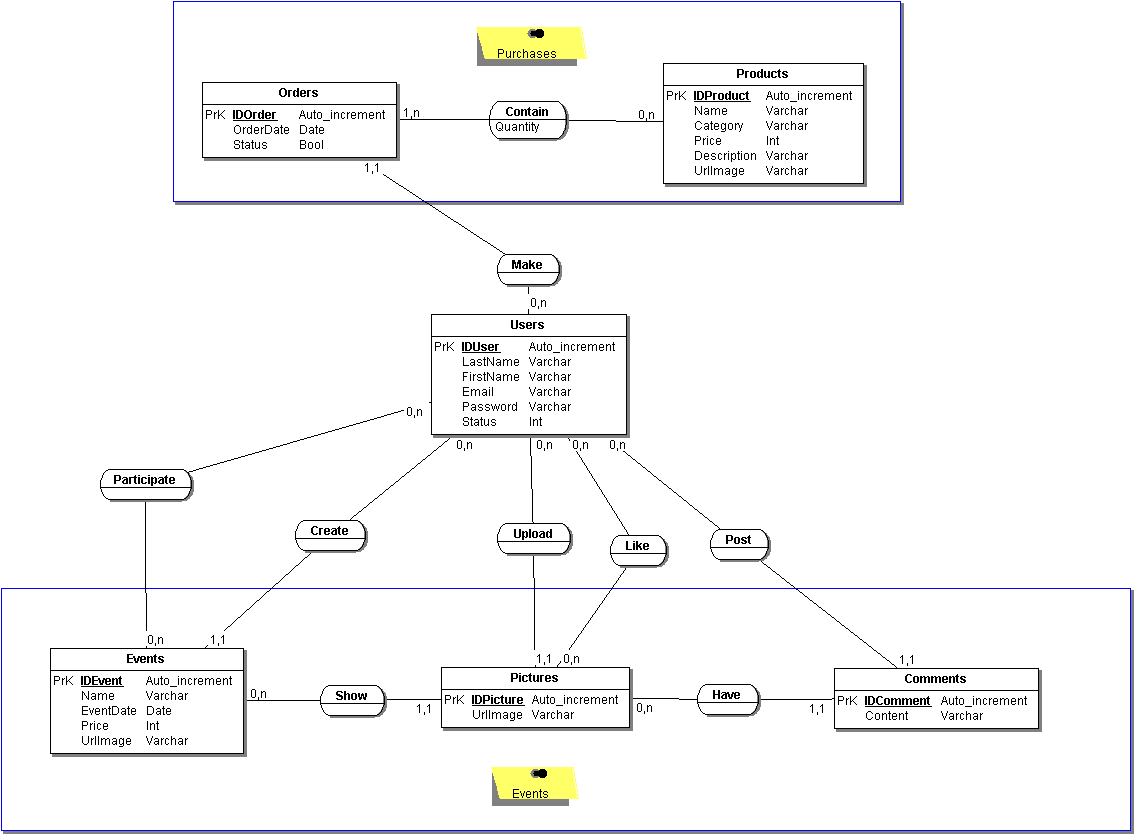 Purchases
Orders
PrK IDOrder Auto_increment
OrderDate Date
Status Bool
1,n
Contain
Quantity
0,n
Products
PrK IDProduct Auto_increment
Name Varchar
Category Varchar
Price Int
Description Varchar
UrlImage Varchar
1,1
Make
0,n
Users
PrK IDUser Auto_increment
LastName Varchar
FirstName Varchar
Email Varchar
Password Varchar
Status Int
0,n
0,n
0,n
0,n
0,n
Participate
Create
Upload
Like
Post
0,n
1,1
1,1
0,n
1,1
Events
PrK IDEvent Auto_increment
Name Varchar
EventDate Date
Price Int
UrlImage Varchar
0,n
Show
1,1
Pictures
PrK IDPicture Auto_increment
UrlImage Varchar
0,n
Have
1,1
Comments
PrK IDComment Auto_increment
Content Varchar
Events